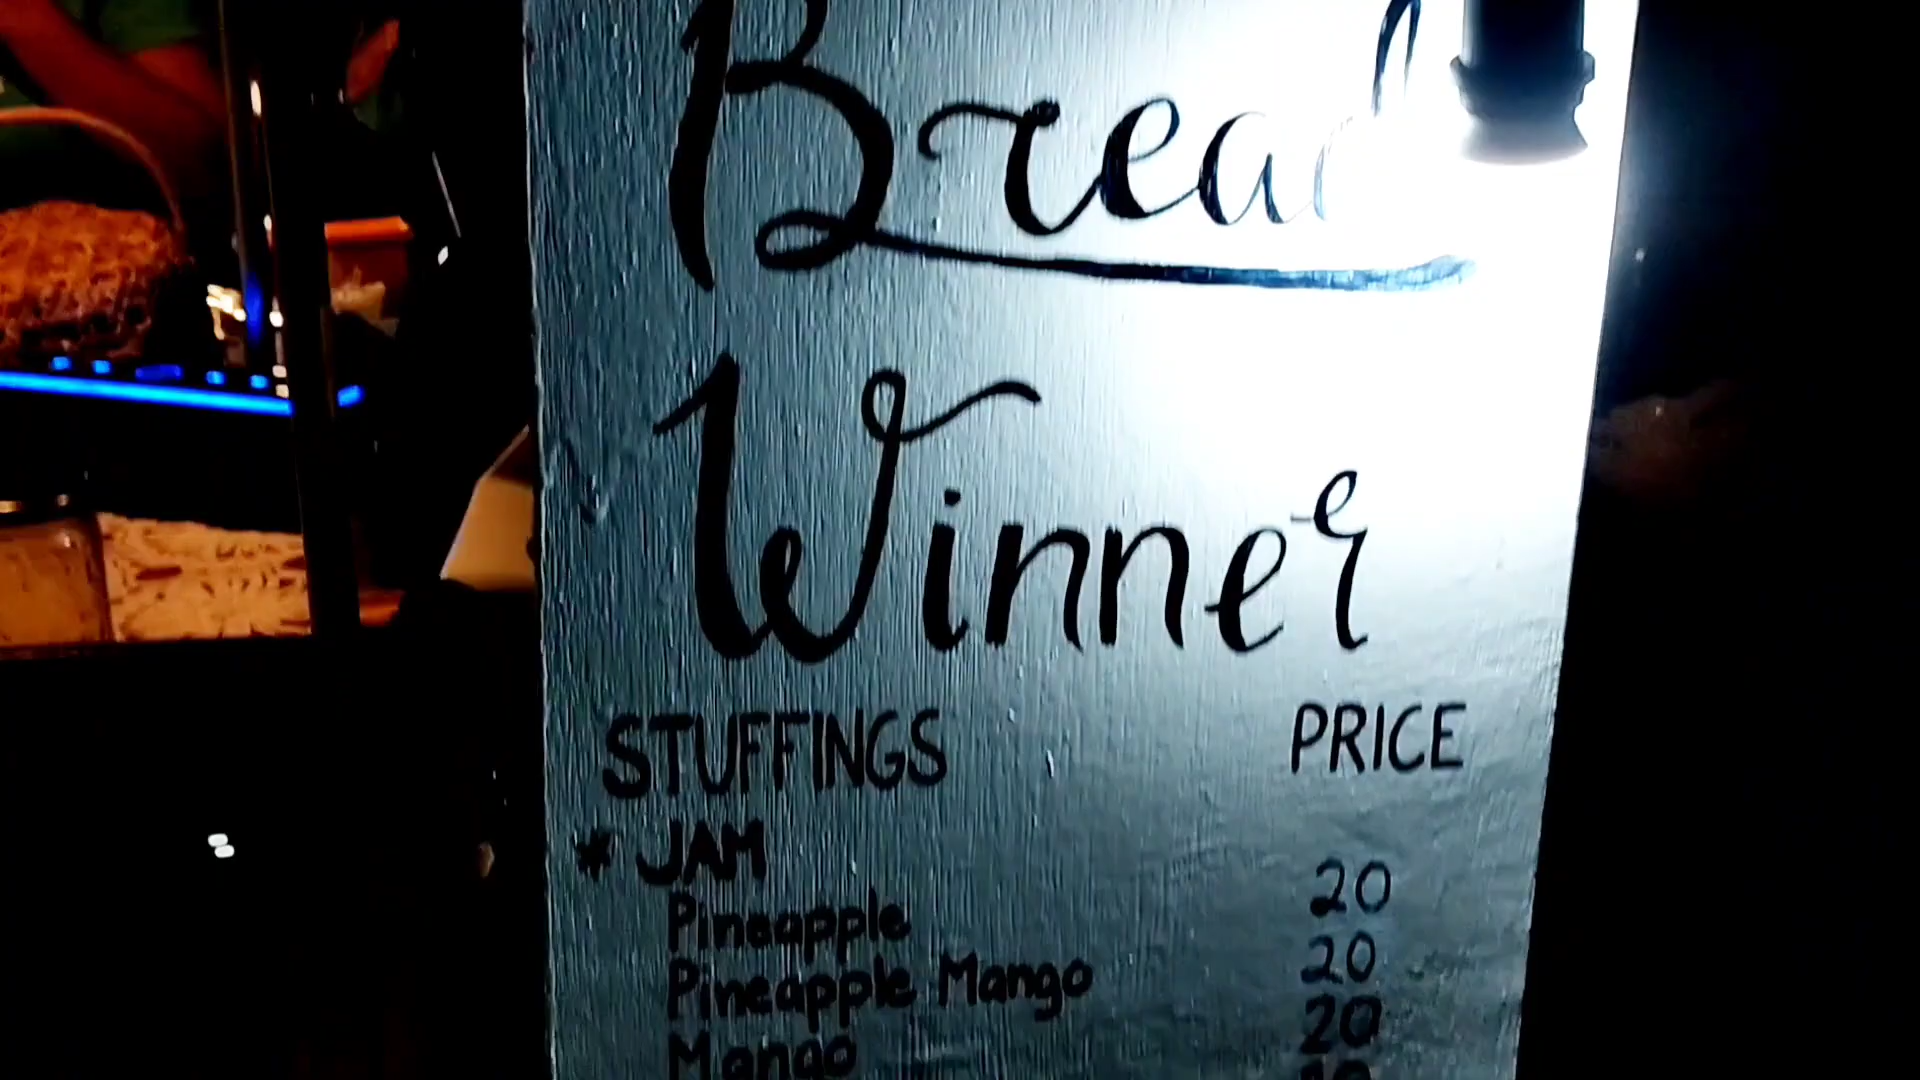 Bread
Winner
STUFFINGS PRICE
* JAM
Pineapple 20
Pineapple Mango 20
Mango 20